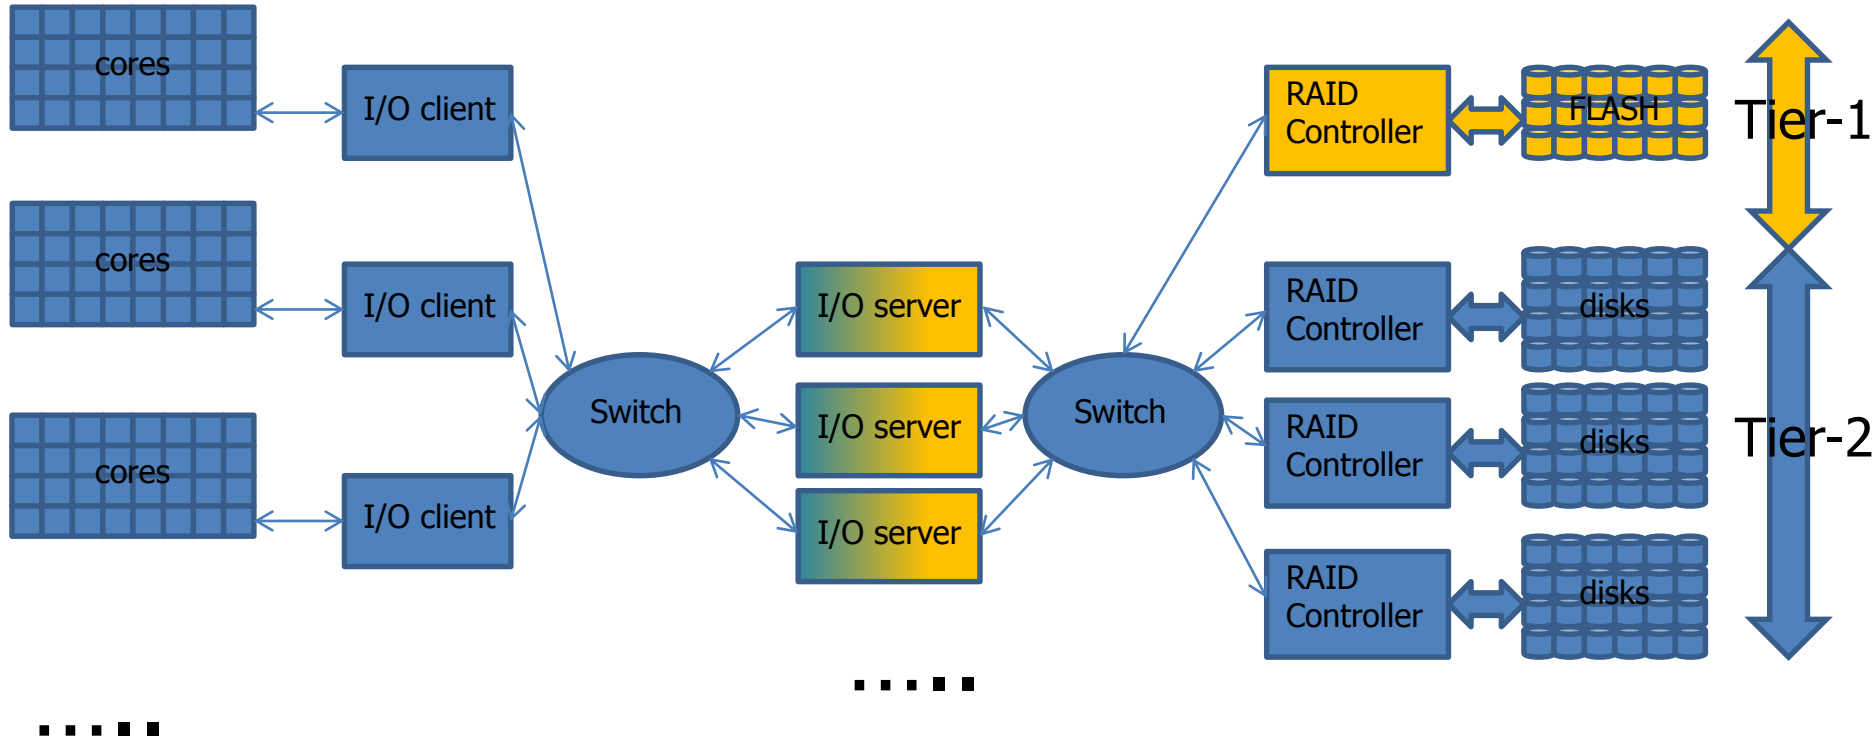 cores
I/O client
cores
I/O client
cores
I/O client
Switch
I/O server
I/O server
I/O server
Switch
RAID
Controller
FLASH
Tier-1
RAID
Controller
disks
RAID
Controller
disks
Tier-2
RAID
Controller
disks
.....
.....